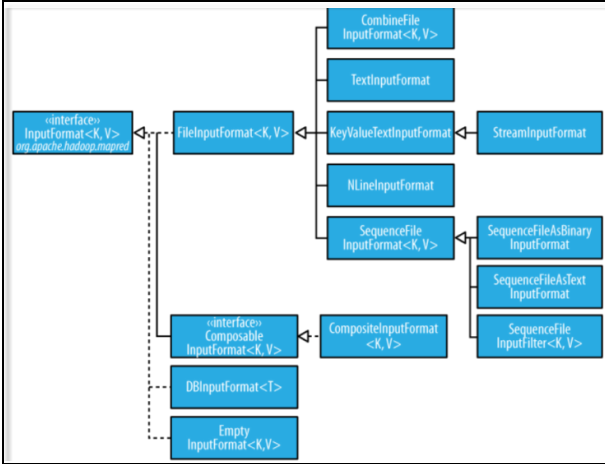 CombineFile
InputFormat<K, V>
TextInputFormat
«interface»
InputFormat<K, V>
org.apache.hadoop.mapred
FileInputFormat<K, V>
KeyValueTextInputFormat
StreamInputFormat
NLineInputFormat
SequenceFile
InputFormat<K, V>
SequenceFileAsBinary
InputFormat
SequenceFileAsText
InputFormat
SequenceFile
InputFilter<K, V>
«interface»
Composable
InputFormat<K, V>
CompositeInputFormat
<K, V>
DBInputFormat<T>
Empty
InputFormat<K,V>